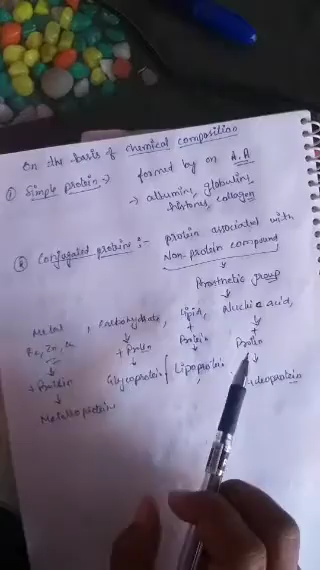 On the basis of chemical composition
① Simple protein → formed by on A.A
→ albumins, globulins,
histones, collagen
② Conjugated protein :- protein associated with
Non-protein compound
↓
Prosthetic group
↓
Metal , Carbohydrate, Lipid, Nucleic acid,
Fe, Zn,
+ Protein + Protein + Protein + Protein
↓ ↓ ↓ ↓
Metalloprotein Glycoprotein Lipoprotein, Nucleoprotein